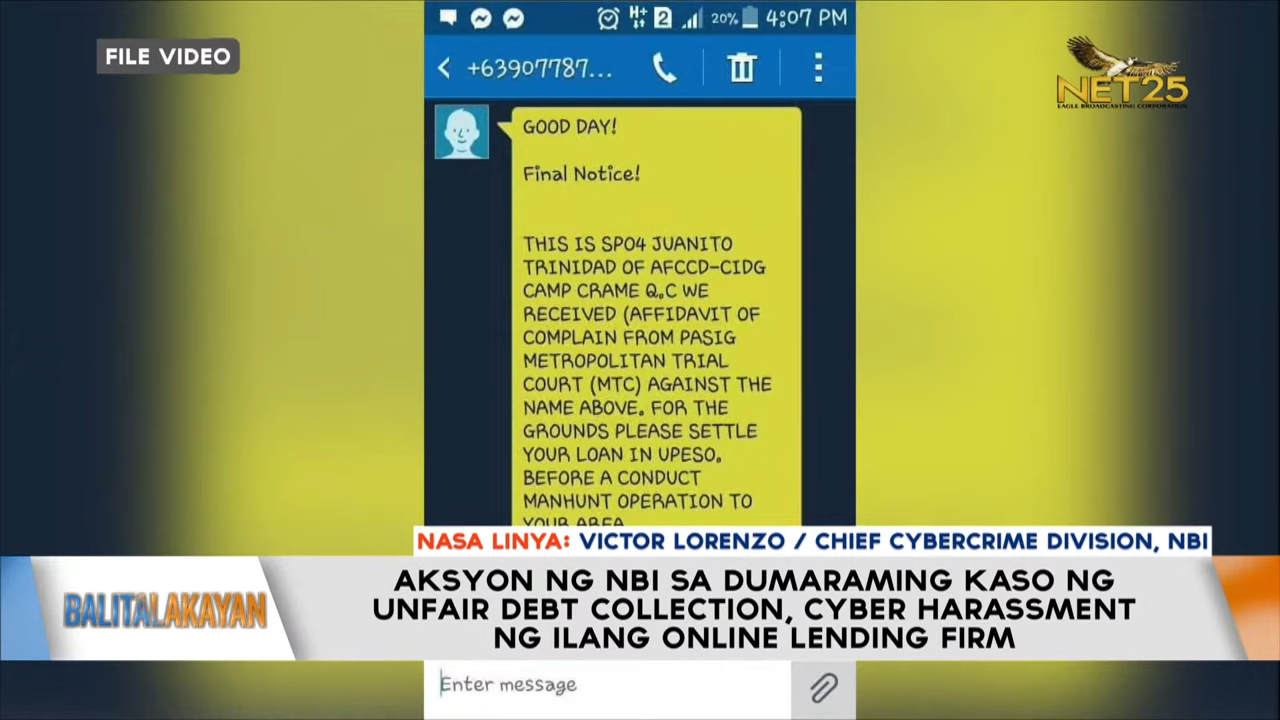 FILE VIDEO
20% 4:07 PM
+63907787...
NET25
EAGLE BROADCASTING CORPORATION
GOOD DAY!
Final Notice!
THIS IS SPO4 JUANITO
TRINIDAD OF AFCCD-CIDG
CAMP CRAME Q.C WE
RECEIVED (AFFIDAVIT OF
COMPLAIN FROM PASIG
METROPOLITAN TRIAL
COURT (MTC) AGAINST THE
NAME ABOVE. FOR THE
GROUNDS PLEASE SETTLE
YOUR LOAN IN UPESO.
BEFORE A CONDUCT
MANHUNT OPERATION TO
YOUR AREA
NASA LINYA: VICTOR LORENZO / CHIEF CYBERCRIME DIVISION, NBI
BALITALAKAYAN
AKSYON NG NBI SA DUMARAMING KASO NG
UNFAIR DEBT COLLECTION, CYBER HARASSMENT
NG ILANG ONLINE LENDING FIRM
Enter message